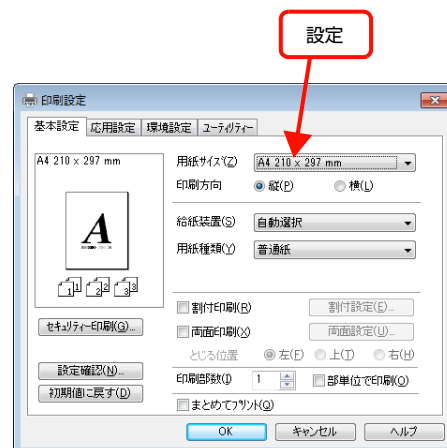 設定
印刷設定
基本設定 応用設定 環境設定 ユーティリティー
A4 210 × 297 mm
用紙サイズ(Z) A4 210 × 297 mm
印刷方向 縦(P) 横(L)
給紙装置(S) 自動選択
用紙種類(Y) 普通紙
A
1 1 2 2 3 3
割付印刷(R) 割付設定(E)...
セキュリティー印刷(G)...
両面印刷(X) 両面設定(U)...
とじる位置 左(F) 上(T) 右(H)
設定確認(N)...
印刷部数(I) 1 部単位で印刷(O)
初期値に戻す(D)
まとめてプリント(Q)
OK キャンセル ヘルプ